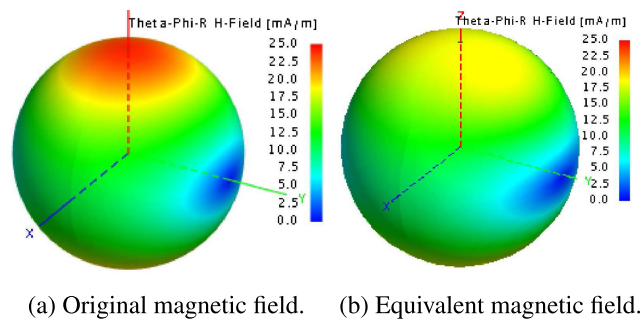 Theta-Phi-R H-Field [mA/m]
25.0
22.5
20.0
17.5
15.0
12.5
10.0
7.5
5.0
2.5
0.0
X
Y
(a) Original magnetic field.
Theta-Phi-R H-Field [mA/m]
Z
25.0
22.5
20.0
17.5
15.0
12.5
10.0
7.5
5.0
2.5
0.0
X
Y
(b) Equivalent magnetic field.